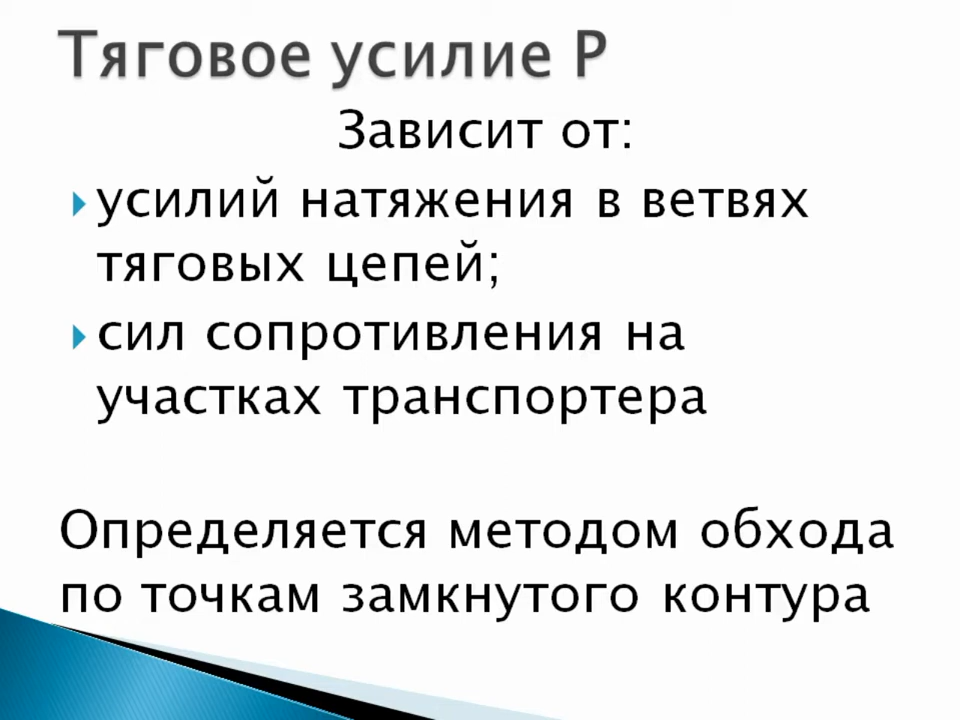 Тяговое усилие Р
Зависит от:
усилий натяжения в ветвях
тяговых цепей;
сил сопротивления на
участках транспортера
Определяется методом обхода
по точкам замкнутого контура